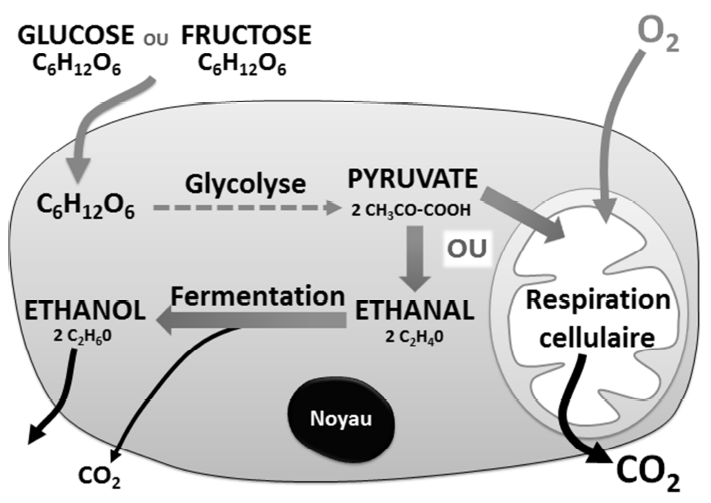 GLUCOSE OU FRUCTOSE
C₆H₁₂O₆ C₆H₁₂O₆
O₂
C₆H₁₂O₆
Glycolyse
PYRUVATE
2 CH₃CO-COOH
OU
ETHANOL
2 C₂H₆0
Fermentation
ETHANAL
2 C₂H₄0
Respiration
cellulaire
Noyau
CO₂
CO₂